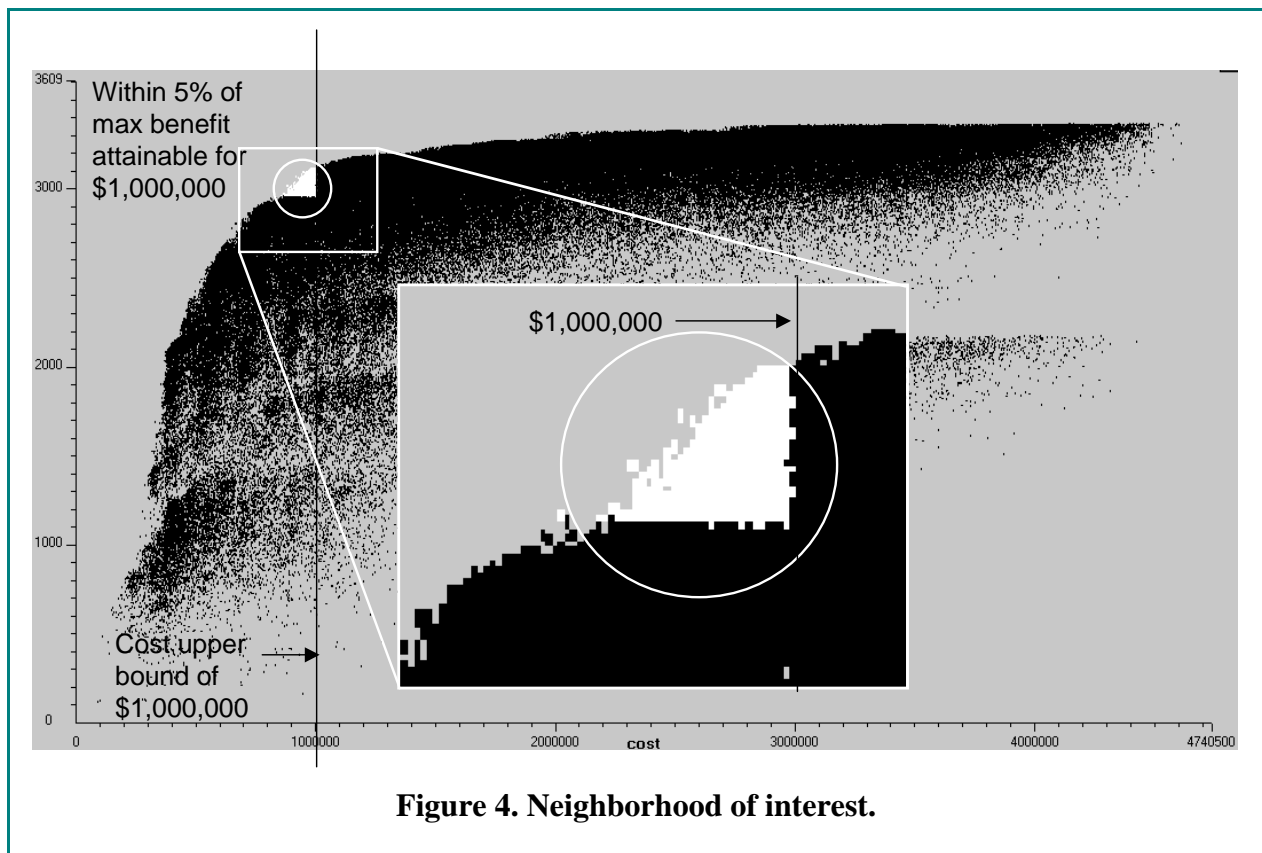 3609
Within 5% of
max benefit
attainable for
$1,000,000
3000
$1,000,000
2000
1000
Cost upper
bound of
$1,000,000
0
0 1000000 2000000 3000000 4000000 4740500
cost
Figure 4. Neighborhood of interest.